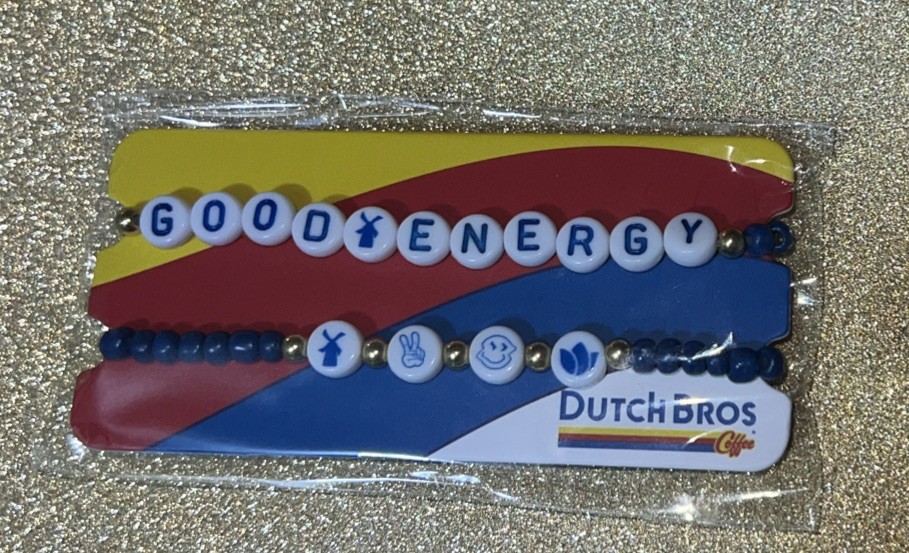 GOOD ENERGY
DUTCH BROS
Coffee